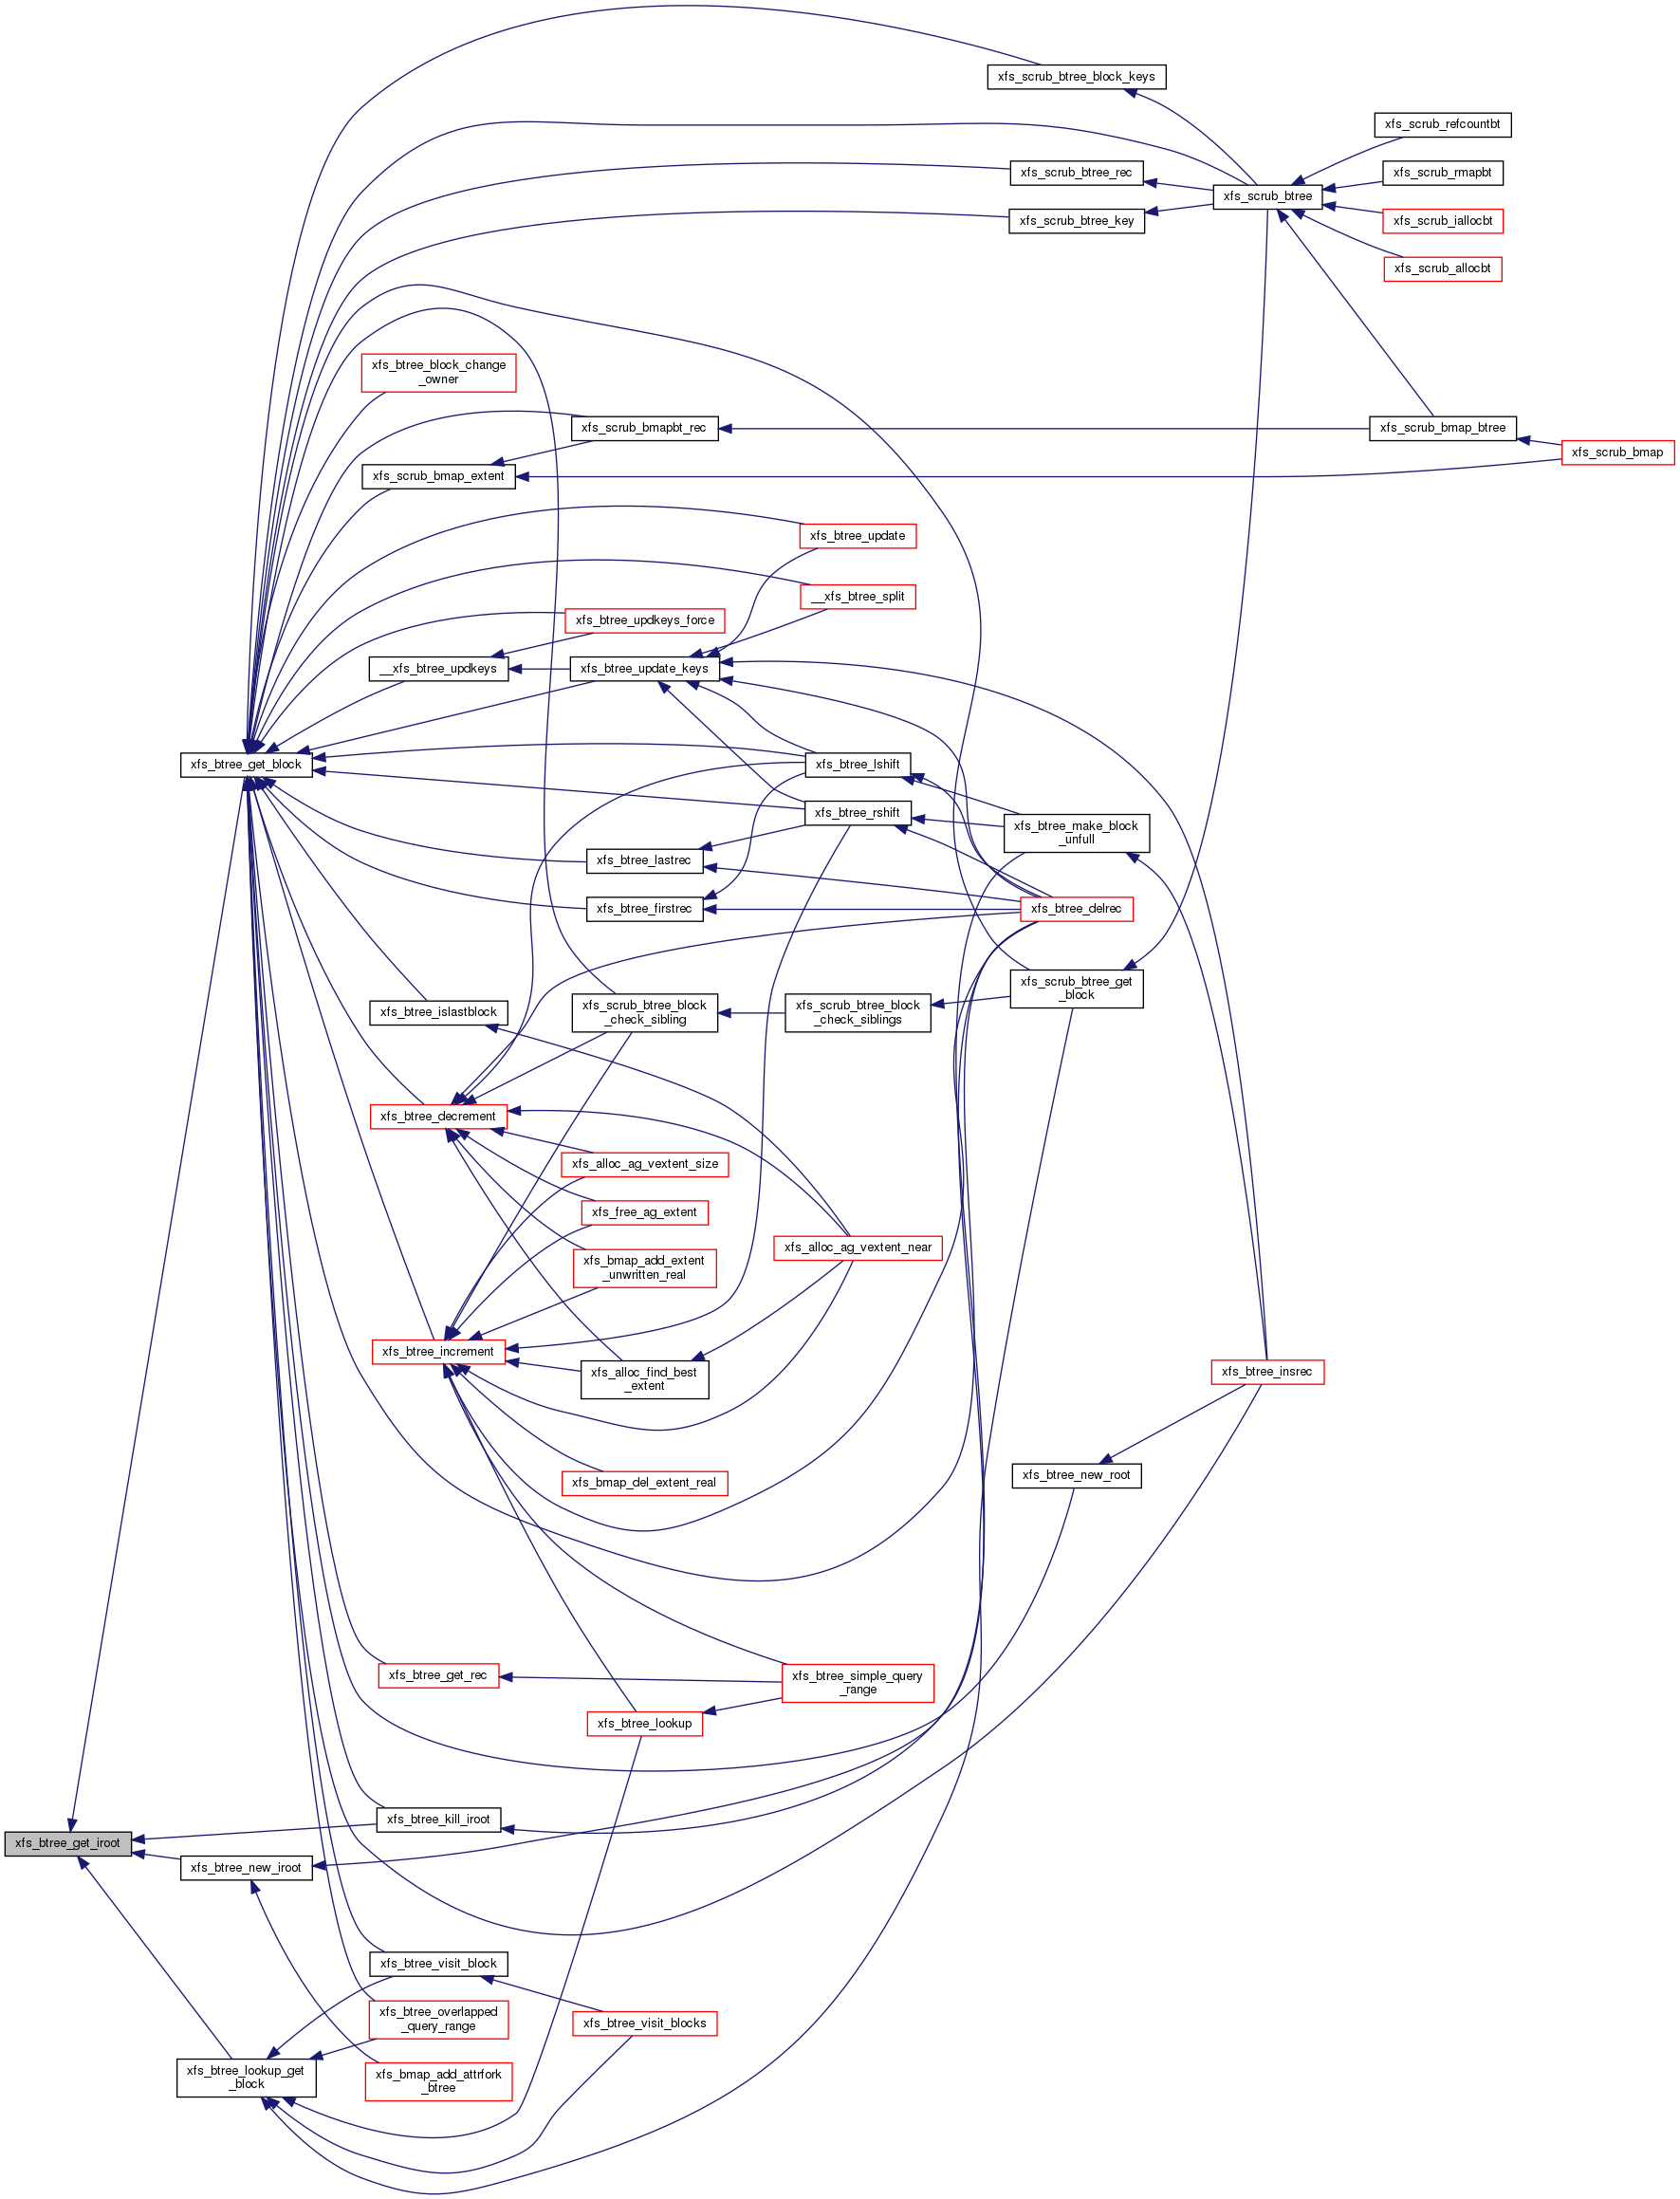 xfs_scrub_btree_block_keys
xfs_scrub_refcountbt
xfs_scrub_btree_rec
xfs_scrub_rmapbt
xfs_scrub_btree
xfs_scrub_btree_key
xfs_scrub_iallocbt
xfs_scrub_allocbt
xfs_btree_block_change
_owner
xfs_scrub_bmapbt_rec
xfs_scrub_bmap_btree
xfs_scrub_bmap
xfs_scrub_bmap_extent
xfs_btree_update
__xfs_btree_split
xfs_btree_updkeys_force
__xfs_btree_updkeys
xfs_btree_update_keys
xfs_btree_get_block
xfs_btree_lshift
xfs_btree_rshift
xfs_btree_make_block
_unfull
xfs_btree_lastrec
xfs_btree_firstrec
xfs_btree_delrec
xfs_scrub_btree_get
_block
xfs_btree_islastblock
xfs_scrub_btree_block
_check_sibling
xfs_scrub_btree_block
_check_siblings
xfs_btree_decrement
xfs_alloc_ag_vextent_size
xfs_free_ag_extent
xfs_alloc_ag_vextent_near
xfs_bmap_add_extent
_unwritten_real
xfs_btree_increment
xfs_alloc_find_best
_extent
xfs_btree_insrec
xfs_bmap_del_extent_real
xfs_btree_new_root
xfs_btree_get_rec
xfs_btree_simple_query
_range
xfs_btree_lookup
xfs_btree_kill_iroot
xfs_btree_get_iroot
xfs_btree_new_iroot
xfs_btree_visit_block
xfs_btree_overlapped
_query_range
xfs_btree_visit_blocks
xfs_btree_lookup_get
_block
xfs_bmap_add_attrfork
_btree